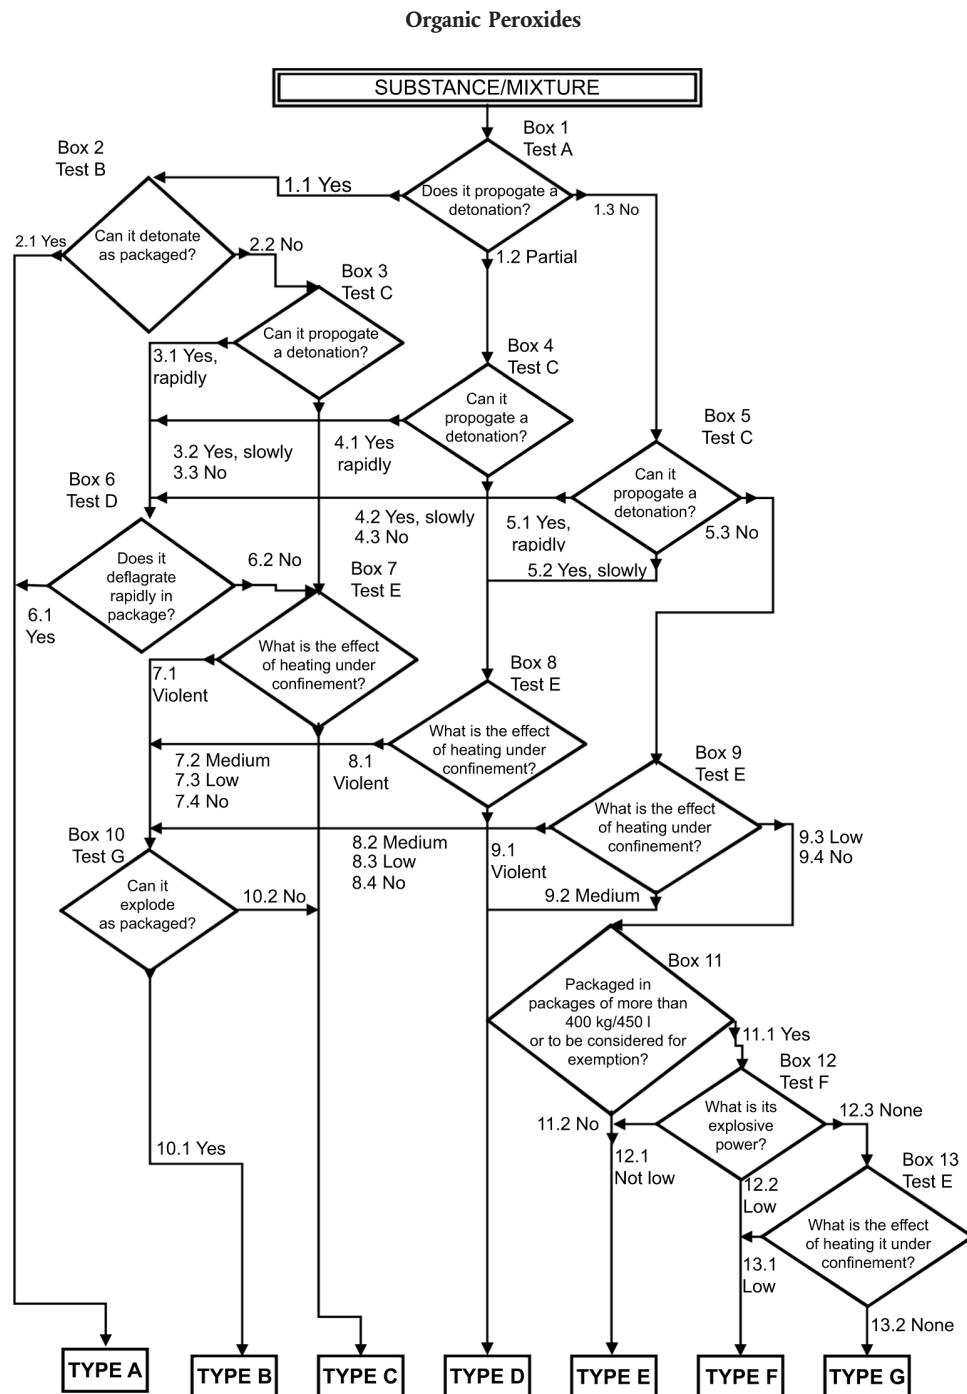 Organic Peroxides
SUBSTANCE/MIXTURE
Box 1
Test A
Does it propogate a
detonation?
1.1 Yes
1.3 No
1.2 Partial
Box 2
Test B
Can it detonate
as packaged?
2.1 Yes
2.2 No
Box 3
Test C
Can it propogate
a detonation?
3.1 Yes,
rapidly
3.2 Yes, slowly
3.3 No
Box 4
Test C
Can it
propogate a
detonation?
4.1 Yes
rapidly
4.2 Yes, slowly
4.3 No
Box 5
Test C
Can it
propogate a
detonation?
5.1 Yes,
rapidly
5.2 Yes, slowly
5.3 No
Box 6
Test D
Does it
deflagrate
rapidly in
package?
6.1
Yes
6.2 No
Box 7
Test E
What is the effect
of heating under
confinement?
7.1
Violent
7.2 Medium
7.3 Low
7.4 No
Box 8
Test E
What is the effect
of heating under
confinement?
8.1
Violent
8.2 Medium
8.3 Low
8.4 No
Box 9
Test E
What is the effect
of heating under
confinement?
9.1
Violent
9.2 Medium
9.3 Low
9.4 No
Box 10
Test G
Can it
explode
as packaged?
10.2 No
10.1 Yes
Box 11
Packaged in
packages of more than
400 kg/450 l
or to be considered for
exemption?
11.1 Yes
11.2 No
Box 12
Test F
What is its
explosive
power?
12.1
Not low
12.2
Low
12.3 None
Box 13
Test E
What is the effect
of heating it under
confinement?
13.1
Low
13.2 None
TYPE A
TYPE B
TYPE C
TYPE D
TYPE E
TYPE F
TYPE G